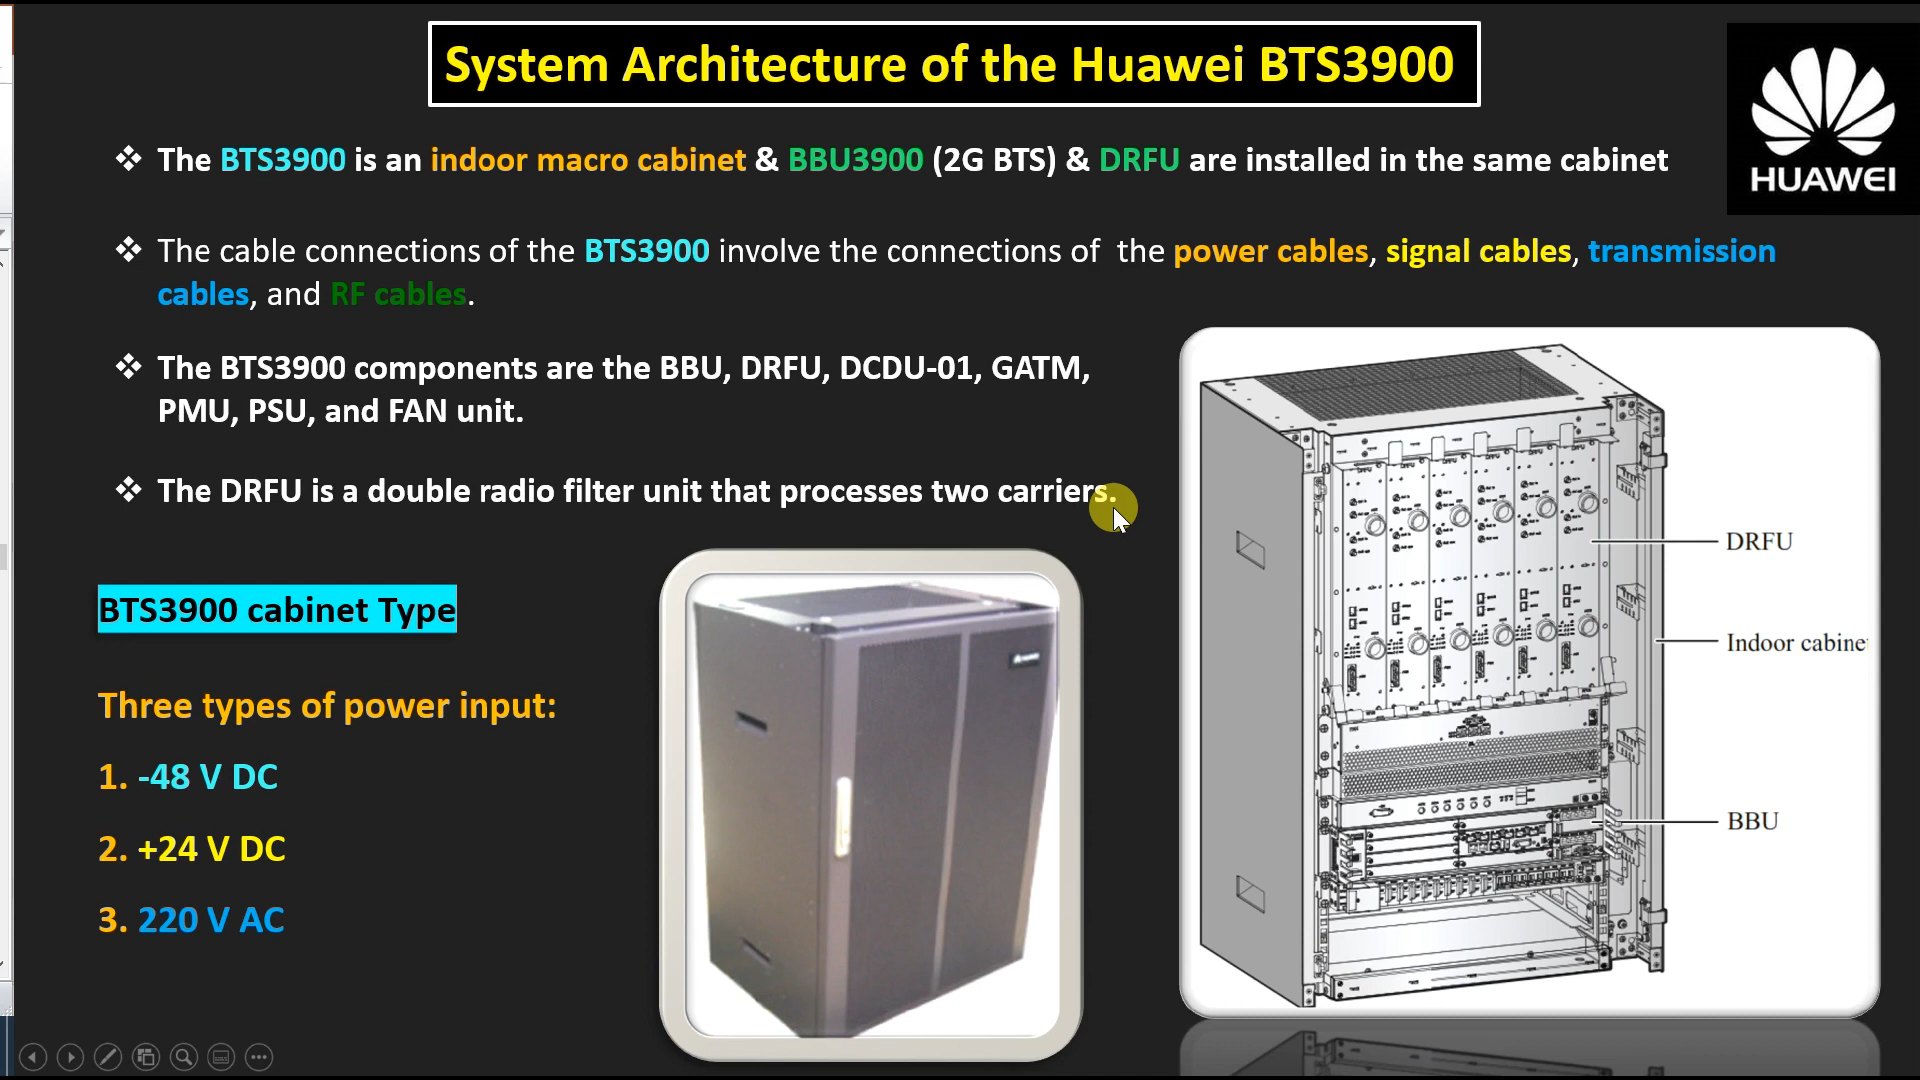 System Architecture of the Huawei BTS3900
HUAWEI
❖ The BTS3900 is an indoor macro cabinet & BBU3900 (2G BTS) & DRFU are installed in the same cabinet
❖ The cable connections of the BTS3900 involve the connections of the power cables, signal cables, transmission
cables, and RF cables.
❖ The BTS3900 components are the BBU, DRFU, DCDU-01, GATM,
PMU, PSU, and FAN unit.
❖ The DRFU is a double radio filter unit that processes two carriers.
BTS3900 cabinet Type
Three types of power input:
1. -48 V DC
2. +24 V DC
3. 220 V AC
DRFU
Indoor cabine
BBU